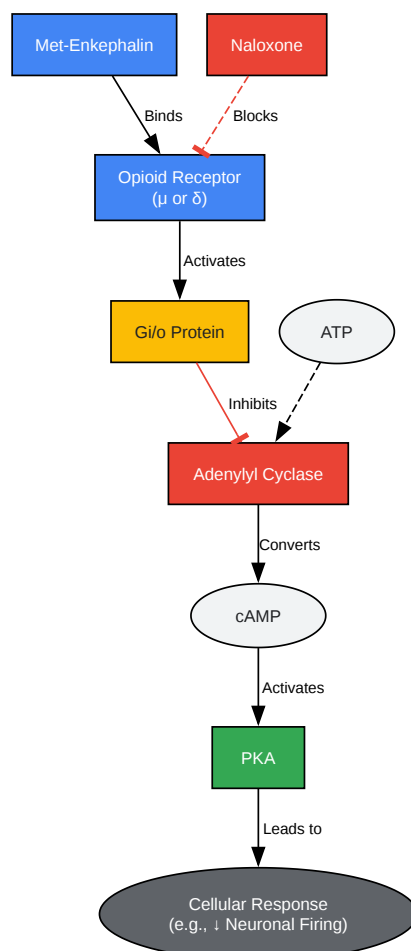 Met-Enkephalin
Naloxone
Binds
Blocks
Opioid Receptor
(μ or δ)
Activates
Gi/o Protein
ATP
Inhibits
Adenylyl Cyclase
Converts
cAMP
Activates
PKA
Leads to
Cellular Response
(e.g., ↓ Neuronal Firing)